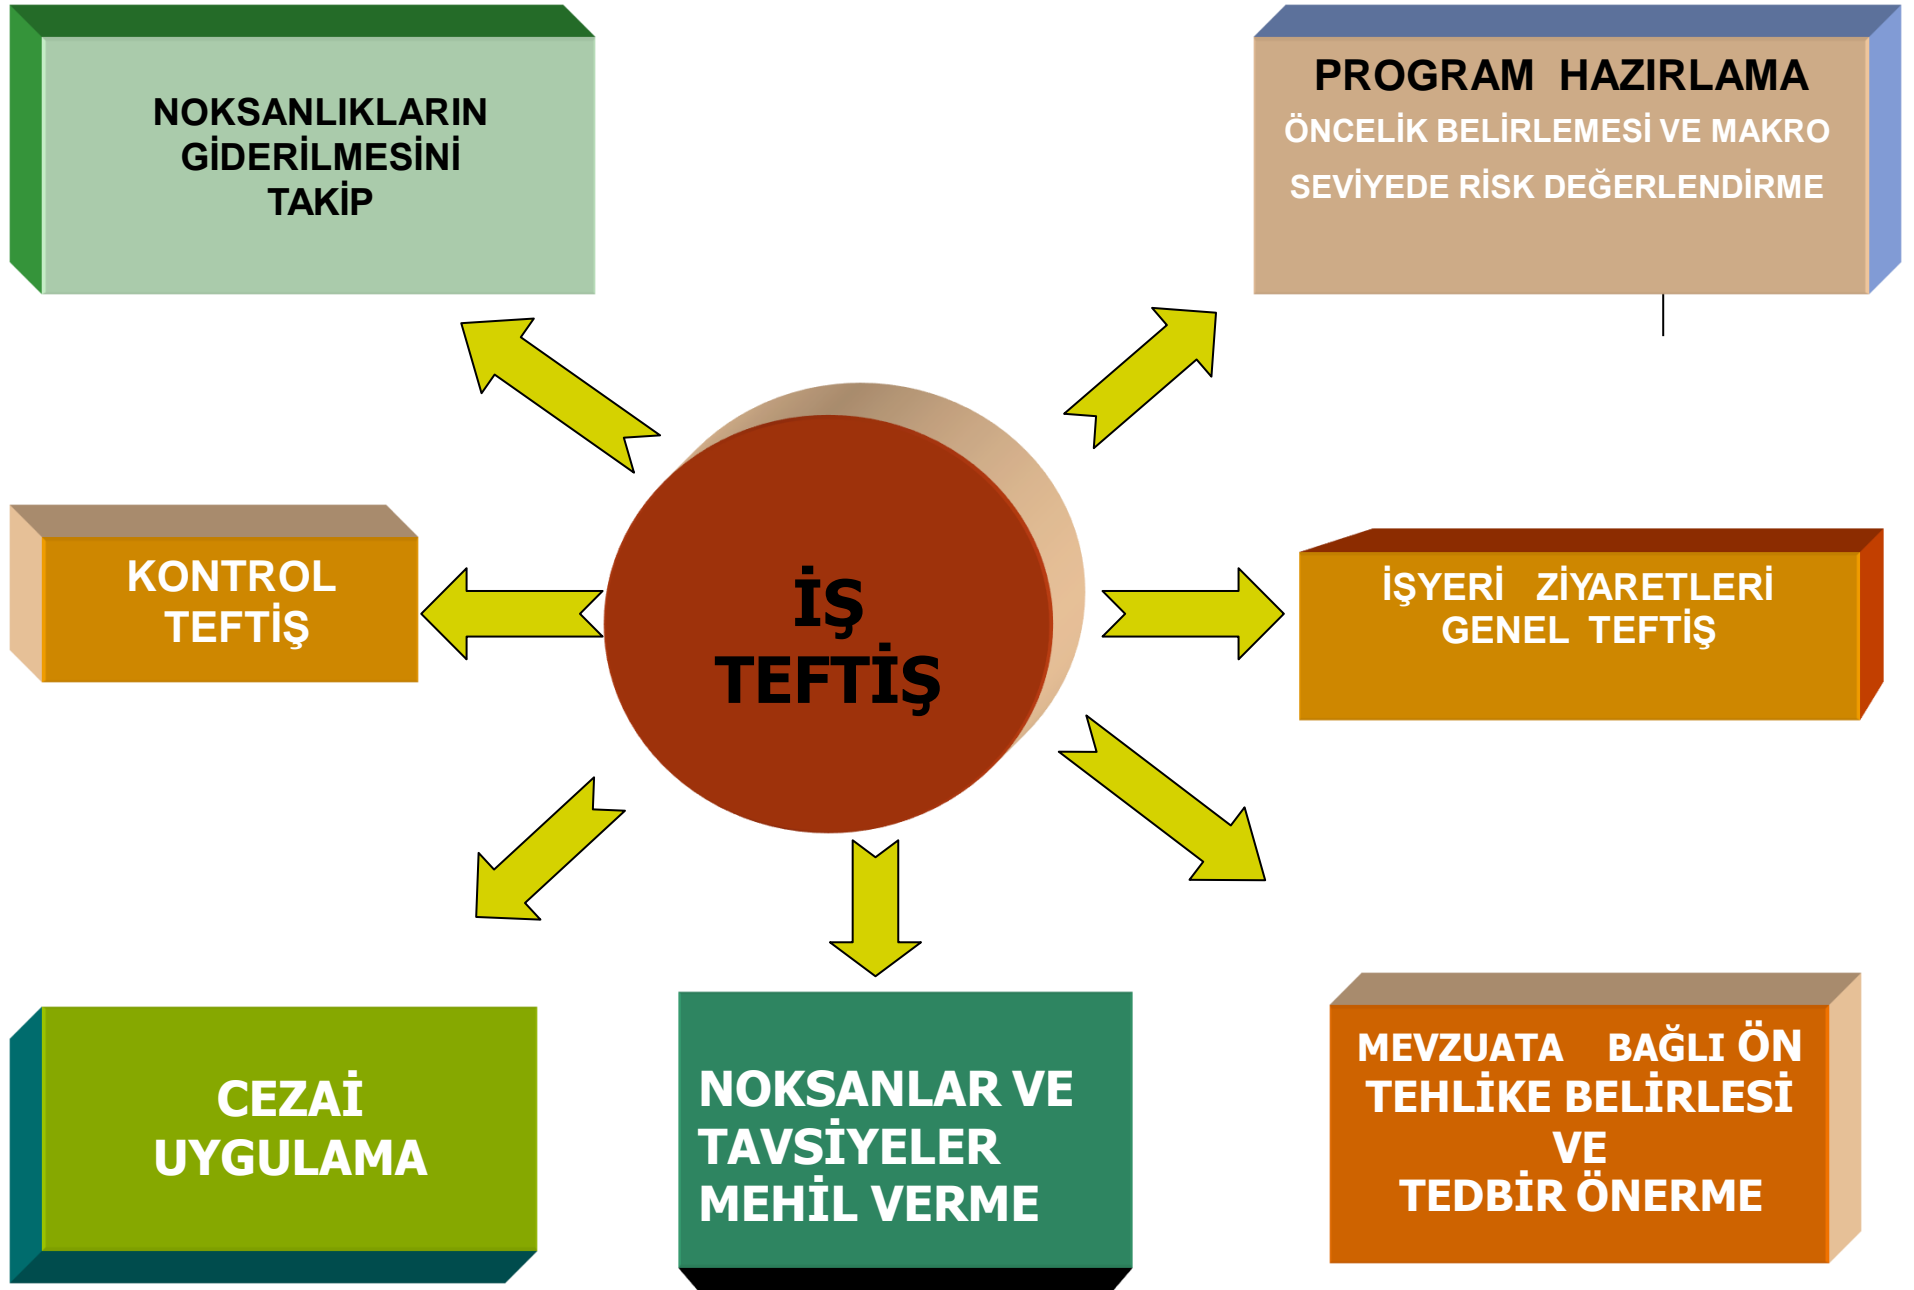 NOKSANLIKLARIN
GİDERİLMESİNİ
TAKİP
PROGRAM HAZIRLAMA
ÖNCELİK BELİRLEMESİ VE MAKRO
SEVİYEDE RİSK DEĞERLENDİRME
KONTROL
TEFTİŞ
İŞ
TEFTİŞ
İŞYERİ ZİYARETLERİ
GENEL TEFTİŞ
CEZAİ
UYGULAMA
NOKSANLAR VE
TAVSİYELER
MEHİL VERME
MEVZUATA BAĞLI ÖN
TEHLİKE BELİRLESİ
VE
TEDBİR ÖNERME